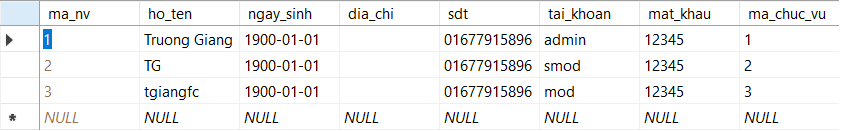 ma_nv ho_ten ngay_sinh dia_chi sdt tai_khoan mat_khau ma_chuc_vu
1 Truong Giang 1900-01-01 01677915896 admin 12345 1
2 TG 1900-01-01 01677915896 smod 12345 2
3 tgiangfc 1900-01-01 01677915896 mod 12345 3
NULL NULL NULL NULL NULL NULL NULL NULL